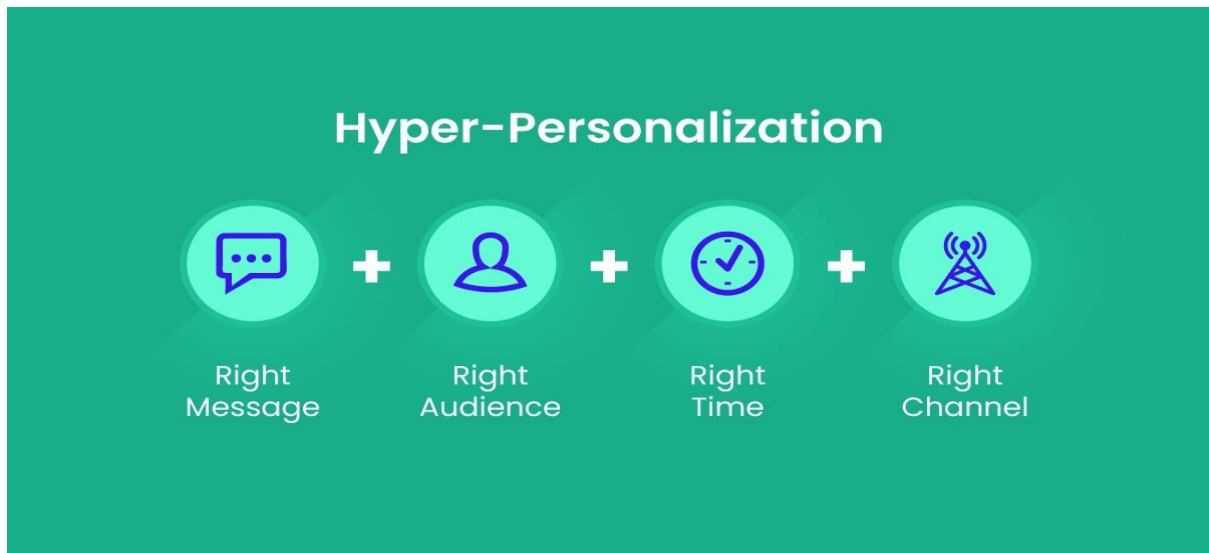 Hyper-Personalization
Right
Message
Right
Audience
Right
Time
Right
Channel